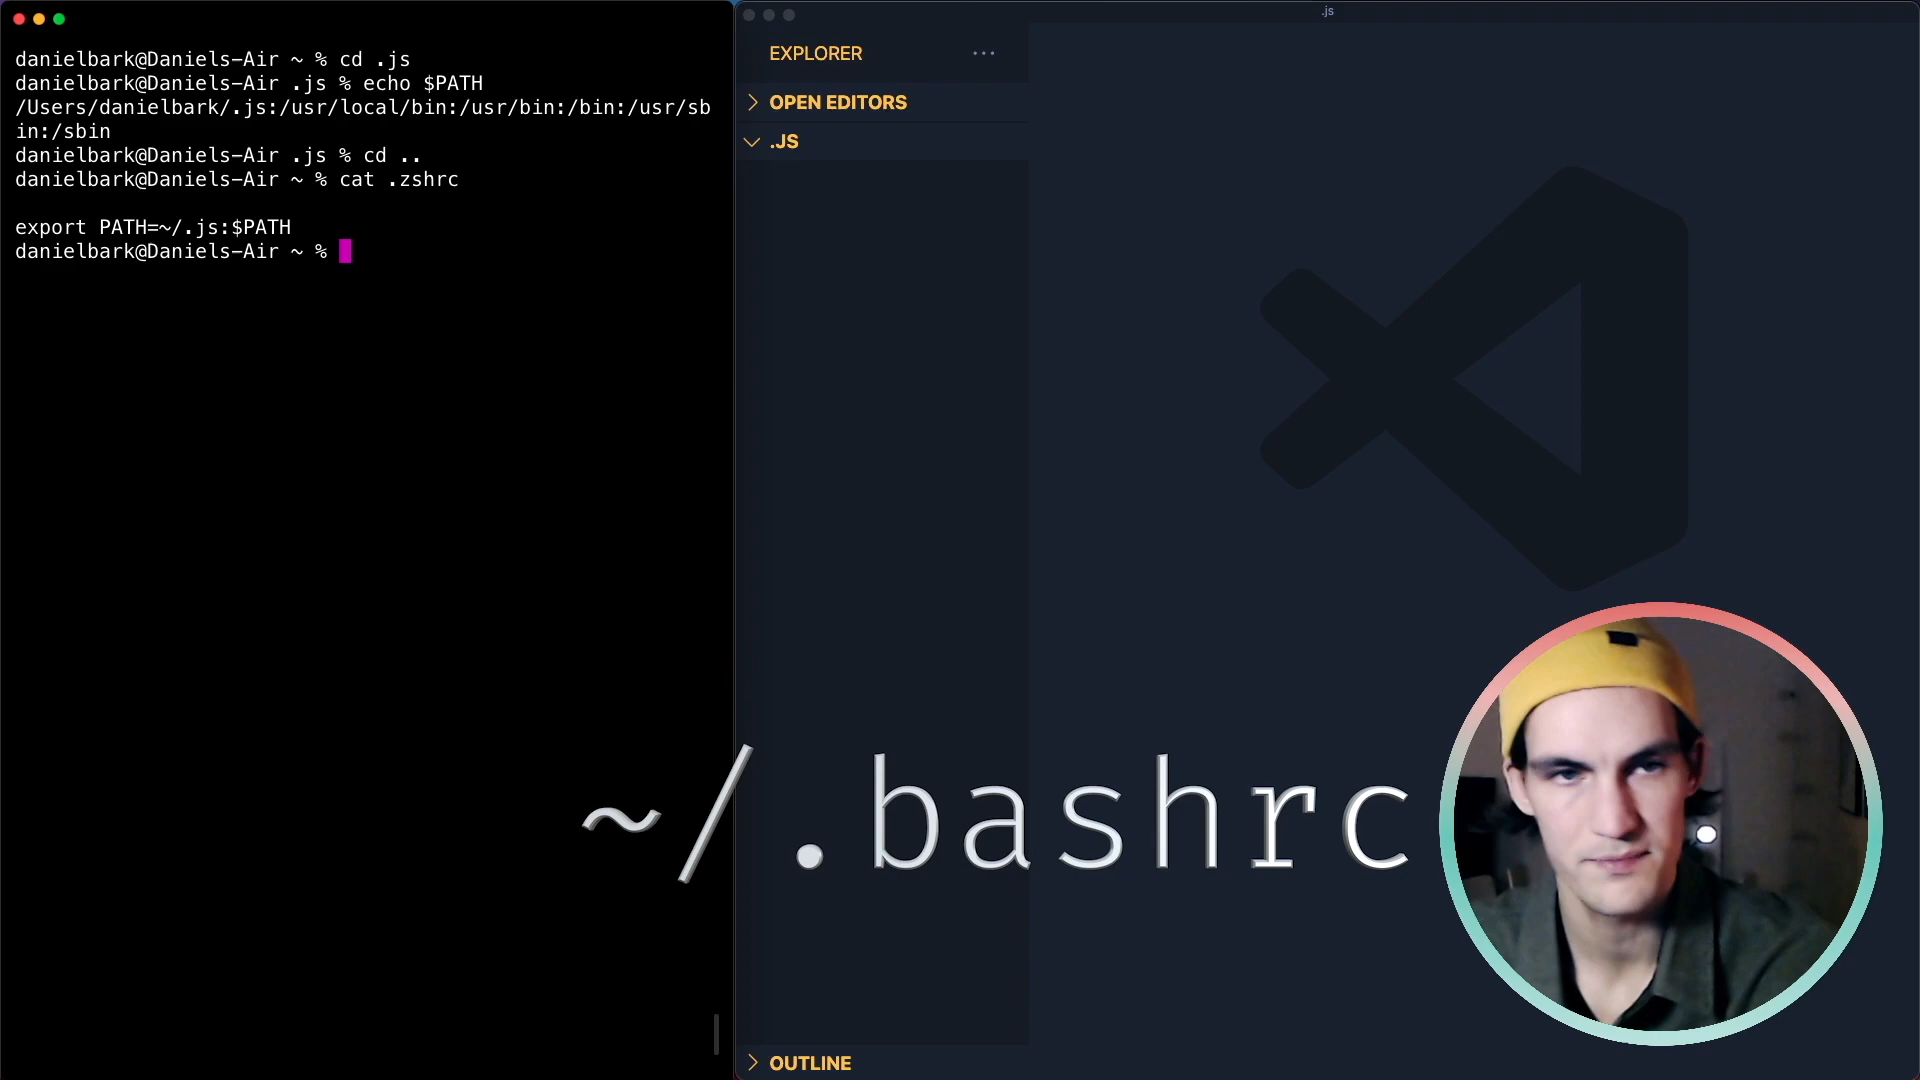 danielbark@Daniels-Air ~ % cd .js
danielbark@Daniels-Air .js % echo $PATH
/Users/danielbark/.js:/usr/local/bin:/usr/bin:/bin:/usr/sb
in:/sbin
danielbark@Daniels-Air .js % cd ..
danielbark@Daniels-Air ~ % cat .zshrc
export PATH=~/.js:$PATH
danielbark@Daniels-Air ~ %
.js
EXPLORER
OPEN EDITORS
.JS
~/.bashrc
OUTLINE